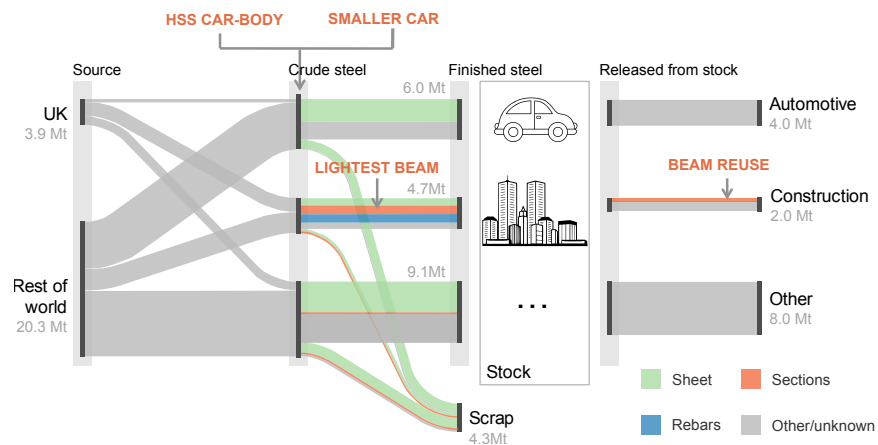 HSS CAR-BODY
SMALLER CAR
Source
Crude steel
Finished steel
Released from stock
6.0 Mt
UK
3.9 Mt
Automotive
4.0 Mt
LIGHTEST BEAM
4.7Mt
BEAM REUSE
Construction
2.0 Mt
9.1Mt
Rest of
world
20.3 Mt
...
Other
8.0 Mt
Stock
Sheet
Sections
Scrap
4.3Mt
Rebars
Other/unknown